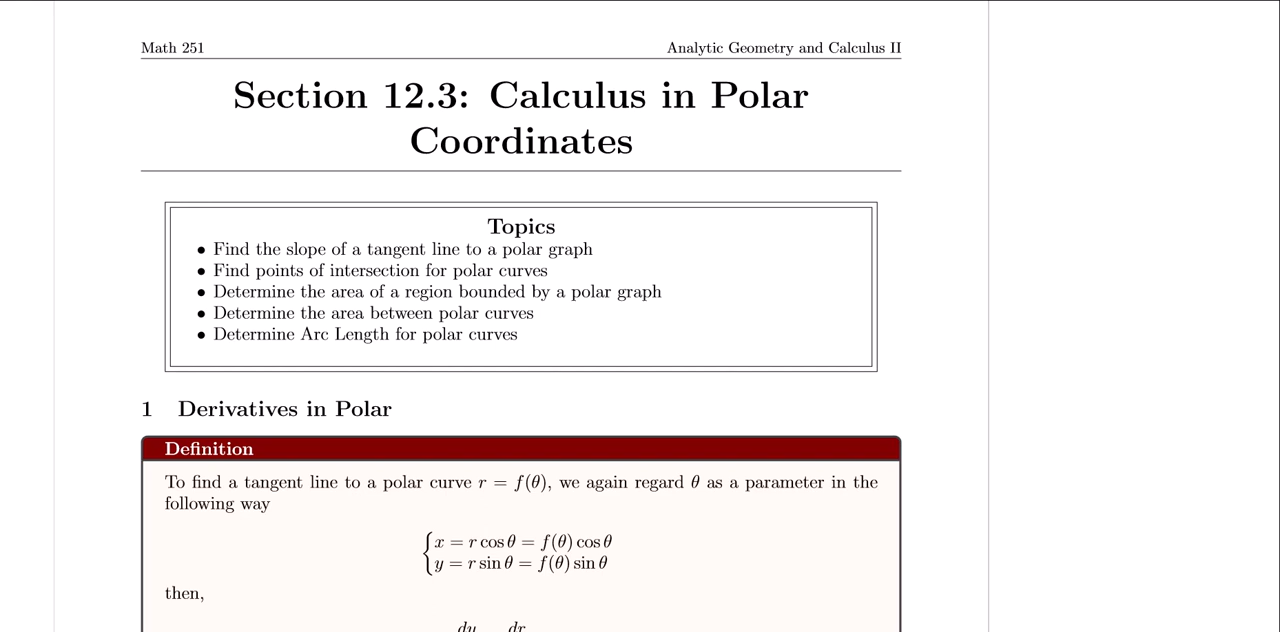 Math 251 Analytic Geometry and Calculus II
Section 12.3: Calculus in Polar
Coordinates
Topics
• Find the slope of a tangent line to a polar graph
• Find points of intersection for polar curves
• Determine the area of a region bounded by a polar graph
• Determine the area between polar curves
• Determine Arc Length for polar curves
1 Derivatives in Polar
Definition
To find a tangent line to a polar curve r = f(θ), we again regard θ as a parameter in the
following way
{x = r cos θ = f(θ) cos θ
y = r sin θ = f(θ) sin θ
then,
dy dr